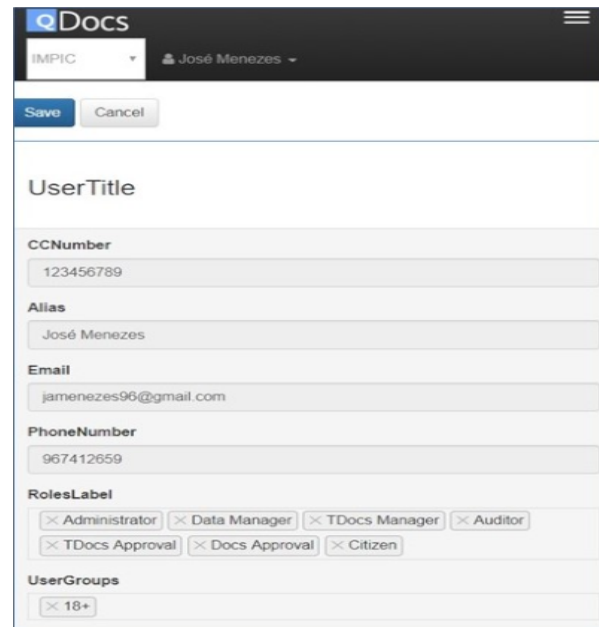 QDocs
IMPIC José Menezes
Save Cancel
UserTitle
CCNumber
123456789
Alias
José Menezes
Email
jamenezes96@gmail.com
PhoneNumber
967412659
RolesLabel
Administrator Data Manager TDocs Manager Auditor
TDocs Approval Docs Approval Citizen
UserGroups
18+